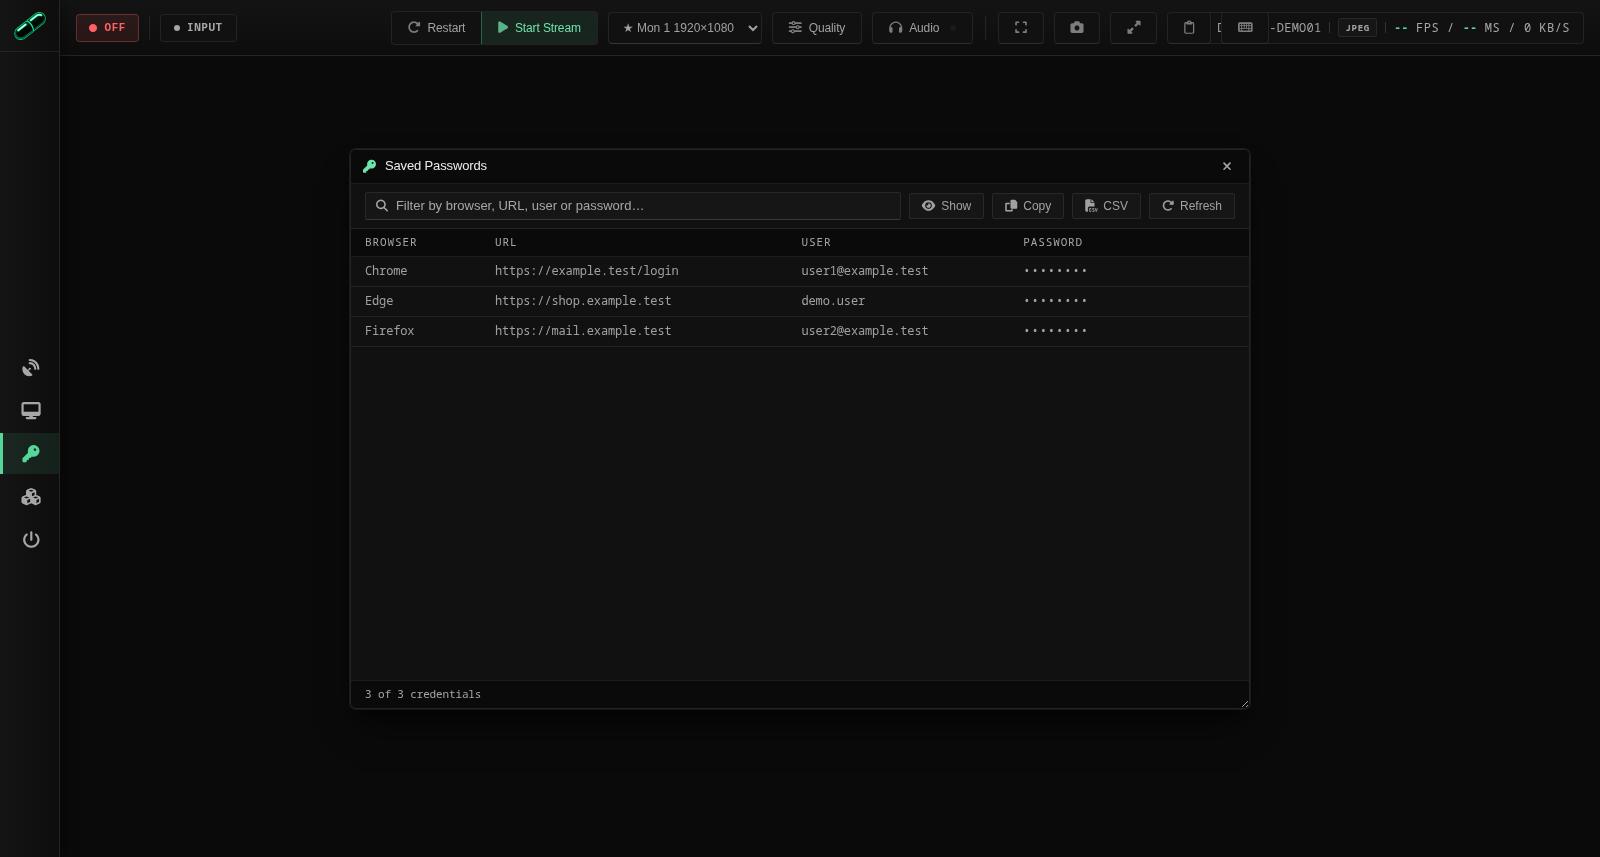 OFF INPUT Restart Start Stream ★ Mon 1 1920×1080 Quality Audio -DEMO01 JPEG -- FPS / -- MS / 0 KB/S
Saved Passwords
Filter by browser, URL, user or password… Show Copy CSV Refresh
BROWSER URL USER PASSWORD
Chrome https://example.test/login user1@example.test ••••••••
Edge https://shop.example.test demo.user ••••••••
Firefox https://mail.example.test user2@example.test ••••••••
3 of 3 credentials